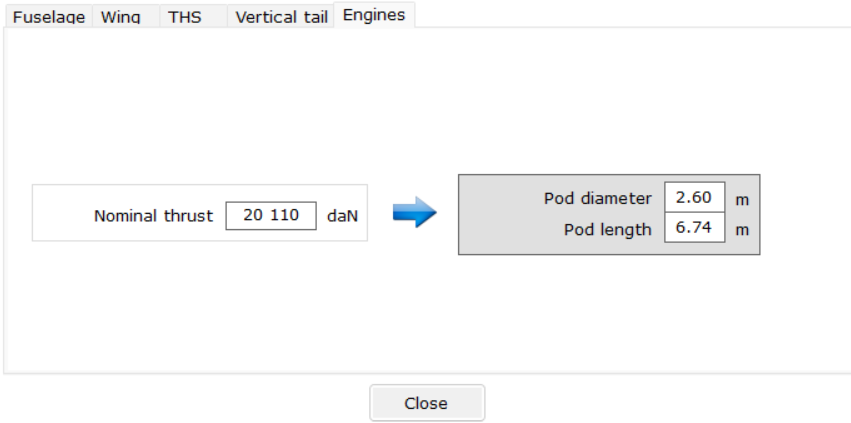 Fuselage Wing THS Vertical tail Engines
Nominal thrust 20 110 daN
Pod diameter 2.60 m
Pod length 6.74 m
Close